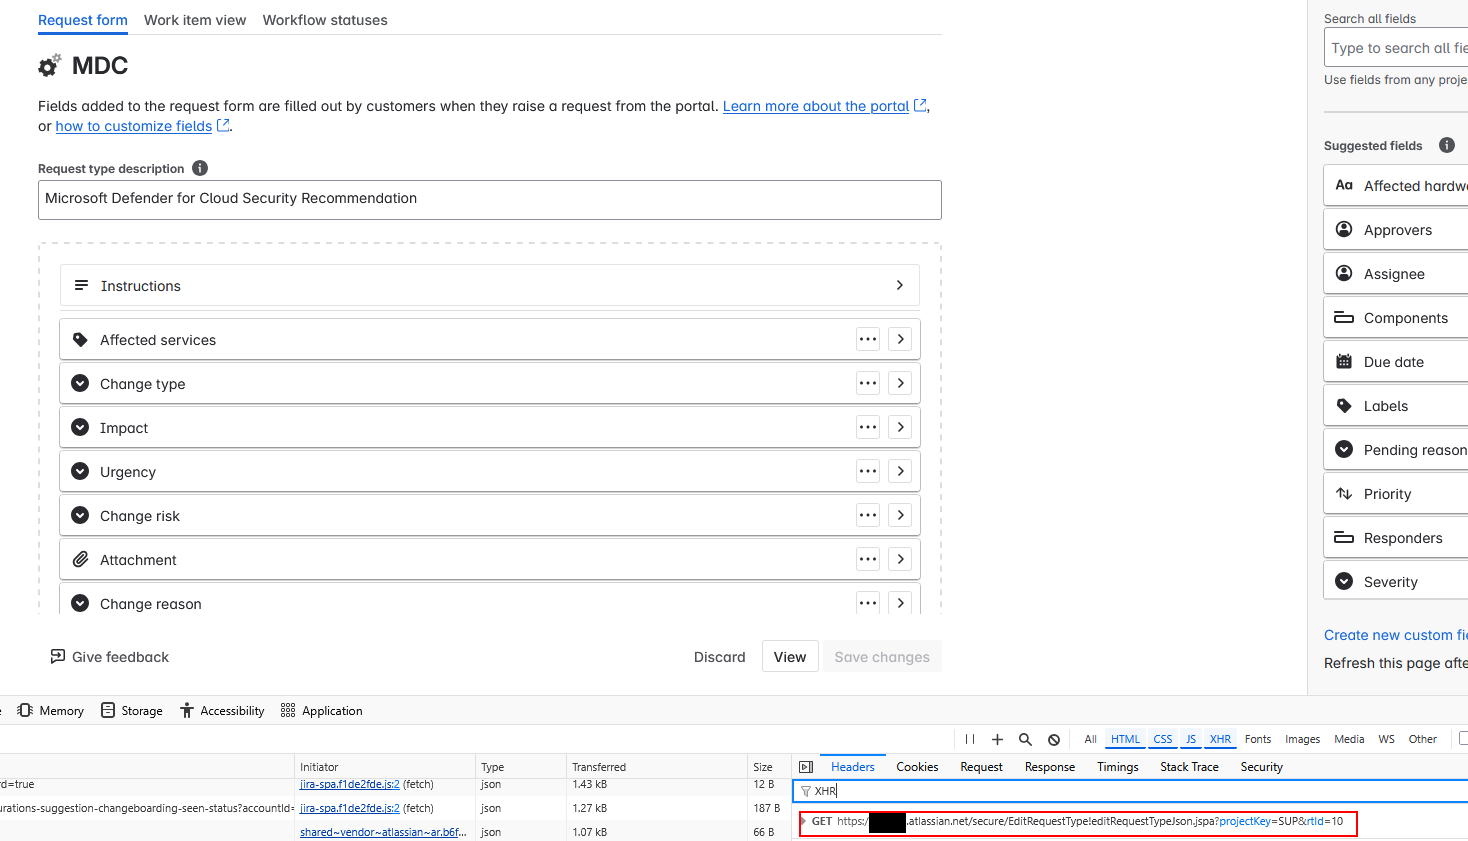 Request form Work item view Workflow statuses
MDC
Fields added to the request form are filled out by customers when they raise a request from the portal. Learn more about the portal,
or how to customize fields.
Request type description
Microsoft Defender for Cloud Security Recommendation
Instructions
Affected services
Change type
Impact
Urgency
Change risk
Attachment
Change reason
Give feedback Discard View Save changes
Search all fields
Type to search all fie
Use fields from any proje
Suggested fields
Aa Affected hardw
Approvers
Assignee
Components
Due date
Labels
Pending reason
Priority
Responders
Severity
Create new custom fie
Refresh this page afte
Memory Storage Accessibility Application
All HTML CSS JS XHR Fonts Images Media WS Other
Initiator Type Transferred Size
rd=true jira-spa.f1de2fde.js:2 (fetch) json 1.43 kB 12 B
urations-suggestion-changeboarding-seen-status?accountId= jira-spa.f1de2fde.js:2 (fetch) json 1.27 kB 187 B
shared~vendor~atlassian~ar.b6f... json 1.07 kB 66 B
Headers Cookies Request Response Timings Stack Trace Security
XHR
GET https:/ .atlassian.net/secure/EditRequestType!editRequestTypeJson.jspa?projectKey=SUP&rtId=10